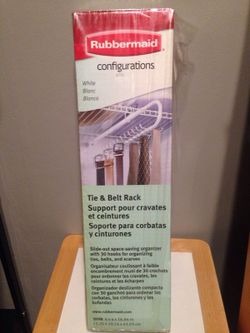 Rubbermaid
configurations
White
Blanc
Blanco
Tie & Belt Rack
Support pour cravates
et ceintures
Soporte para corbatas
y cinturones
Slide-out space-saving organizer
with 30 hooks for organizing
ties, belts, and scarves
Organisateur coulissant à faible
encombrement muni de 30 crochets
pour ordonner les cravates, les
ceintures et les écharpes
Organizador deslizante compacto
con 30 ganchos para ordenar las
corbatas, los cinturones y las
bufandas
www.rubbermaid.com